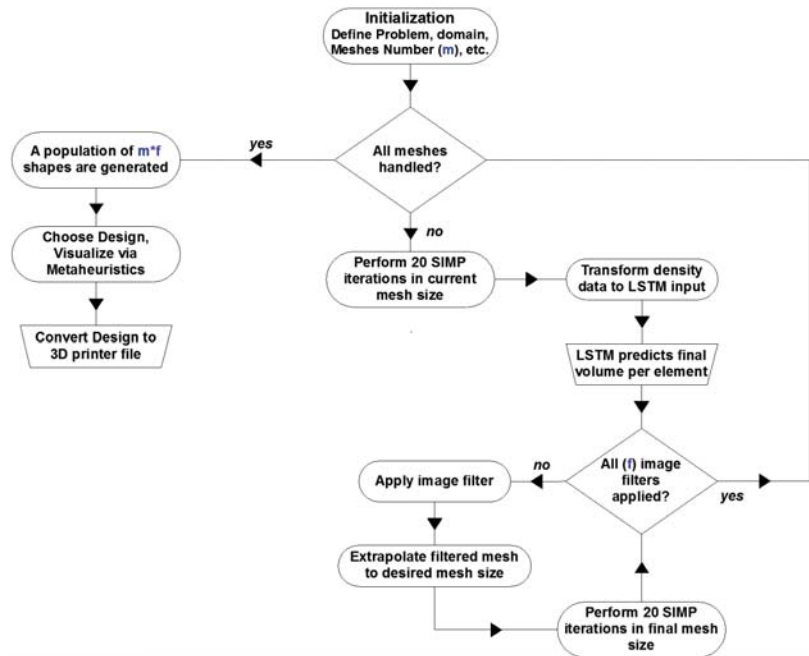 Initialization
Define Problem, domain,
Meshes Number (m), etc.
All meshes
handled?
yes
A population of m*f
shapes are generated
Choose Design,
Visualize via
Metaheuristics
Convert Design to
3D printer file
no
Perform 20 SIMP
iterations in current
mesh size
Transform density
data to LSTM input
LSTM predicts final
volume per element
All (f) image
filters
applied?
yes
no
Apply image filter
Extrapolate filtered mesh
to desired mesh size
Perform 20 SIMP
iterations in final mesh
size